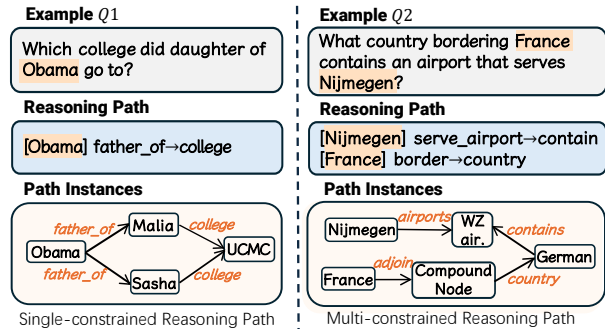 Example Q1
Which college did daughter of
Obama go to?
Reasoning Path
[Obama] father_of→college
Path Instances
father_of
Malia
college
Obama
UCMC
father_of
Sasha
college
Single-constrained Reasoning Path
Example Q2
What country bordering France
contains an airport that serves
Nijmegen?
Reasoning Path
[Nijmegen] serve_airport→contain
[France] border→country
Path Instances
Nijmegen
airports
WZ
air.
contains
German
France
adjoin
Compound
Node
country
Multi-constrained Reasoning Path